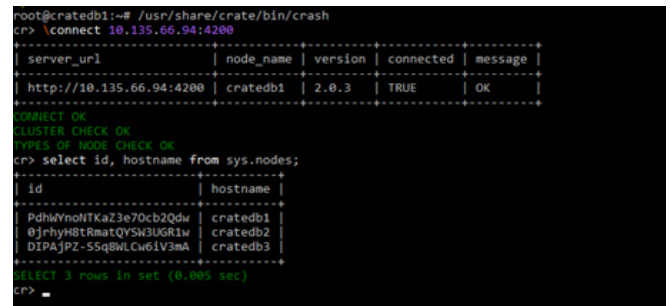 root@cratedb1:~# /usr/share/crate/bin/crash
cr> \connect 10.135.66.94:4200
+--------------------------+-----------+---------+-----------+---------+
| server_url | node_name | version | connected | message |
+--------------------------+-----------+---------+-----------+---------+
| http://10.135.66.94:4200 | cratedb1 | 2.0.3 | TRUE | OK |
+--------------------------+-----------+---------+-----------+---------+
CONNECT OK
CLUSTER CHECK OK
TYPES OF NODE CHECK OK
cr> select id, hostname from sys.nodes;
+------------------------+----------+
| id | hostname |
+------------------------+----------+
| PdhWYnoNTKaZ3e7Ocb2Qdw | cratedb1 |
| 0jrhyH8tRmatQYSW3UGR1w | cratedb2 |
| DIPAjPZ-S5q8WLCw6iV3mA | cratedb3 |
+------------------------+----------+
SELECT 3 rows in set (0.005 sec)
cr>